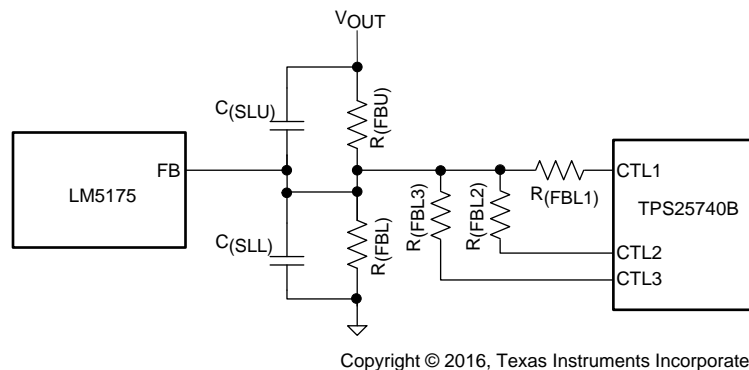 VOUT
C(SLU)
R(FBU)
FB
LM5175
R(FBL1)
CTL1
TPS25740B
R(FBL3)
R(FBL2)
C(SLL)
R(FBL)
CTL2
CTL3
Copyright © 2016, Texas Instruments Incorporate